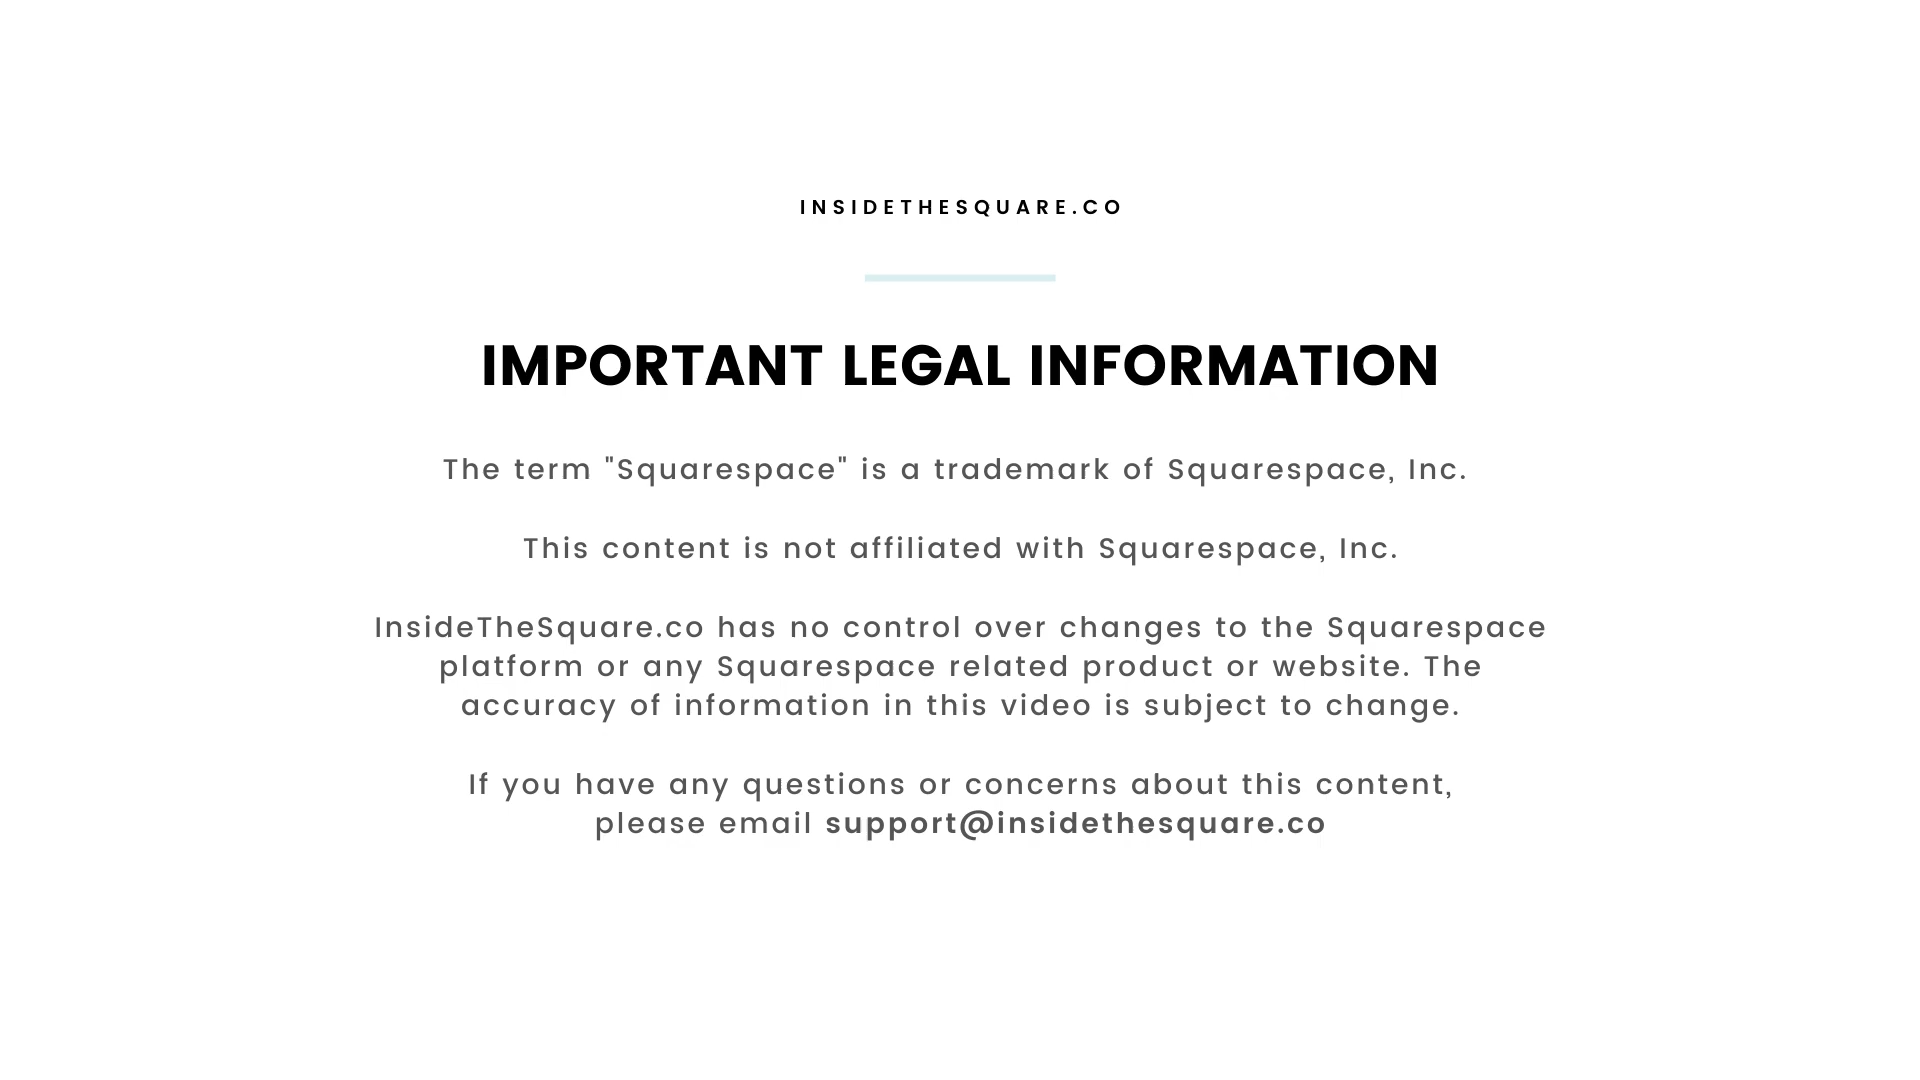 INSIDETHESQUARE.CO
IMPORTANT LEGAL INFORMATION
The term "Squarespace" is a trademark of Squarespace, Inc.
This content is not affiliated with Squarespace, Inc.
InsideTheSquare.co has no control over changes to the Squarespace
platform or any Squarespace related product or website. The
accuracy of information in this video is subject to change.
If you have any questions or concerns about this content,
please email support@insidethesquare.co